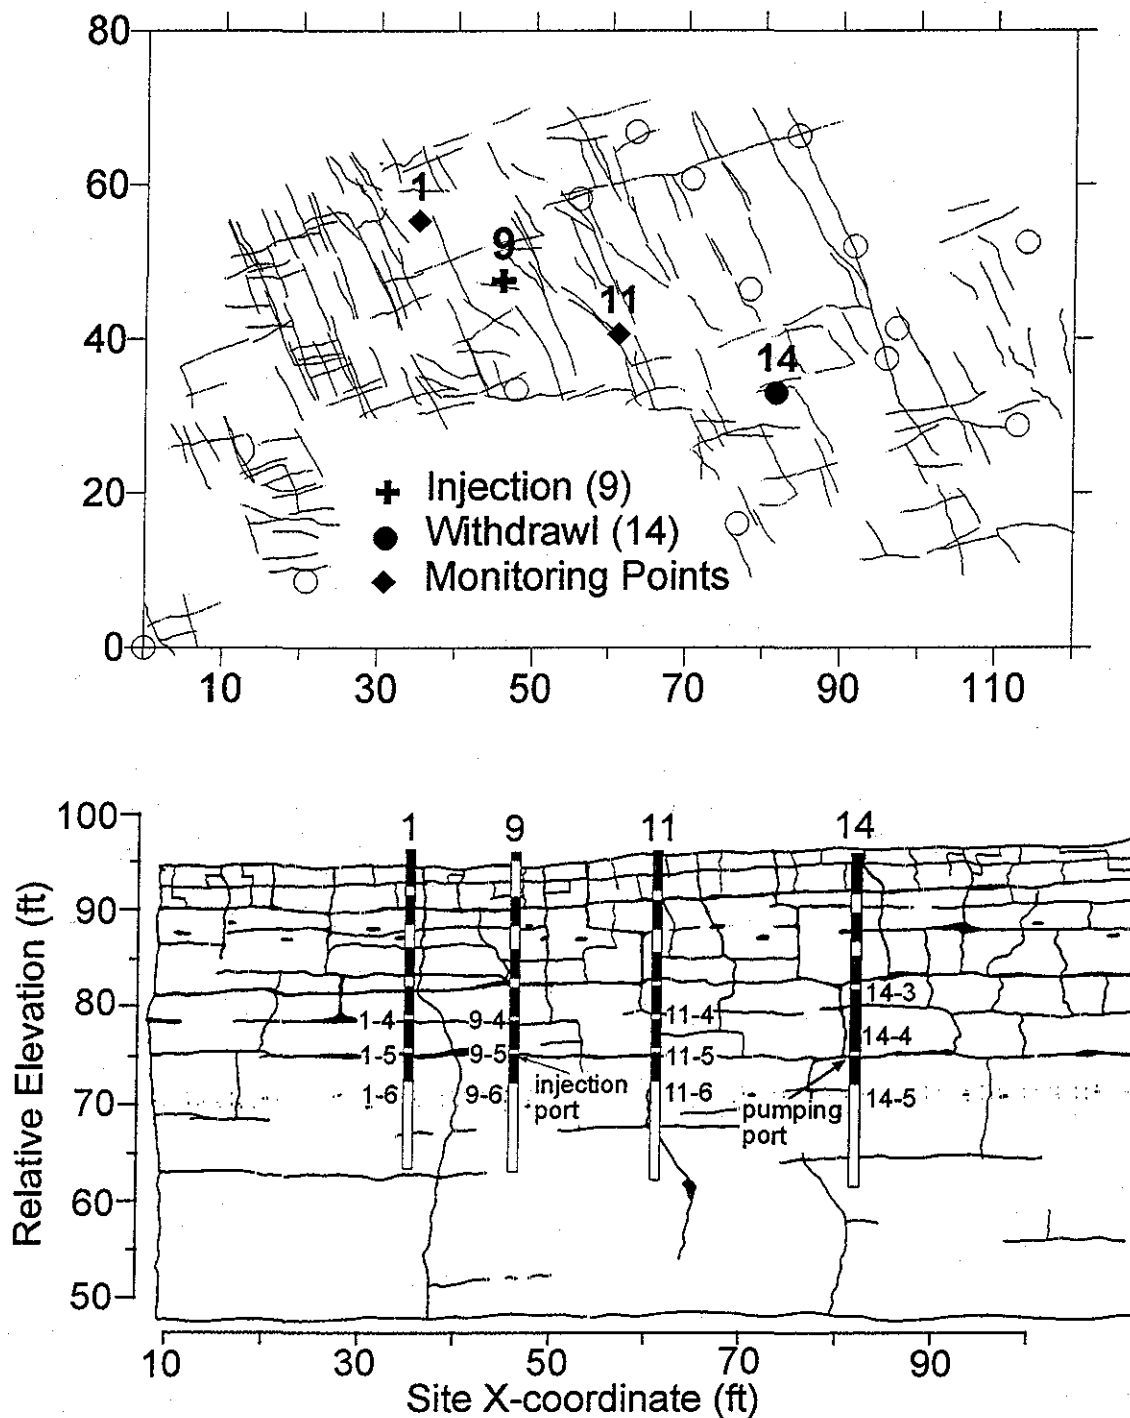 80
60
40
20
0
1
9
11
14
Injection (9)
Withdrawl (14)
Monitoring Points
10 30 50 70 90 110
Relative Elevation (ft)
100
90
80
70
60
50
1 9 11 14
14-3
1-4 9-4 11-4
14-4
1-5 9-5 11-5
injection
port
1-6 9-6 11-6
14-5
pumping
port
10 30 50 70 90
Site X-coordinate (ft)